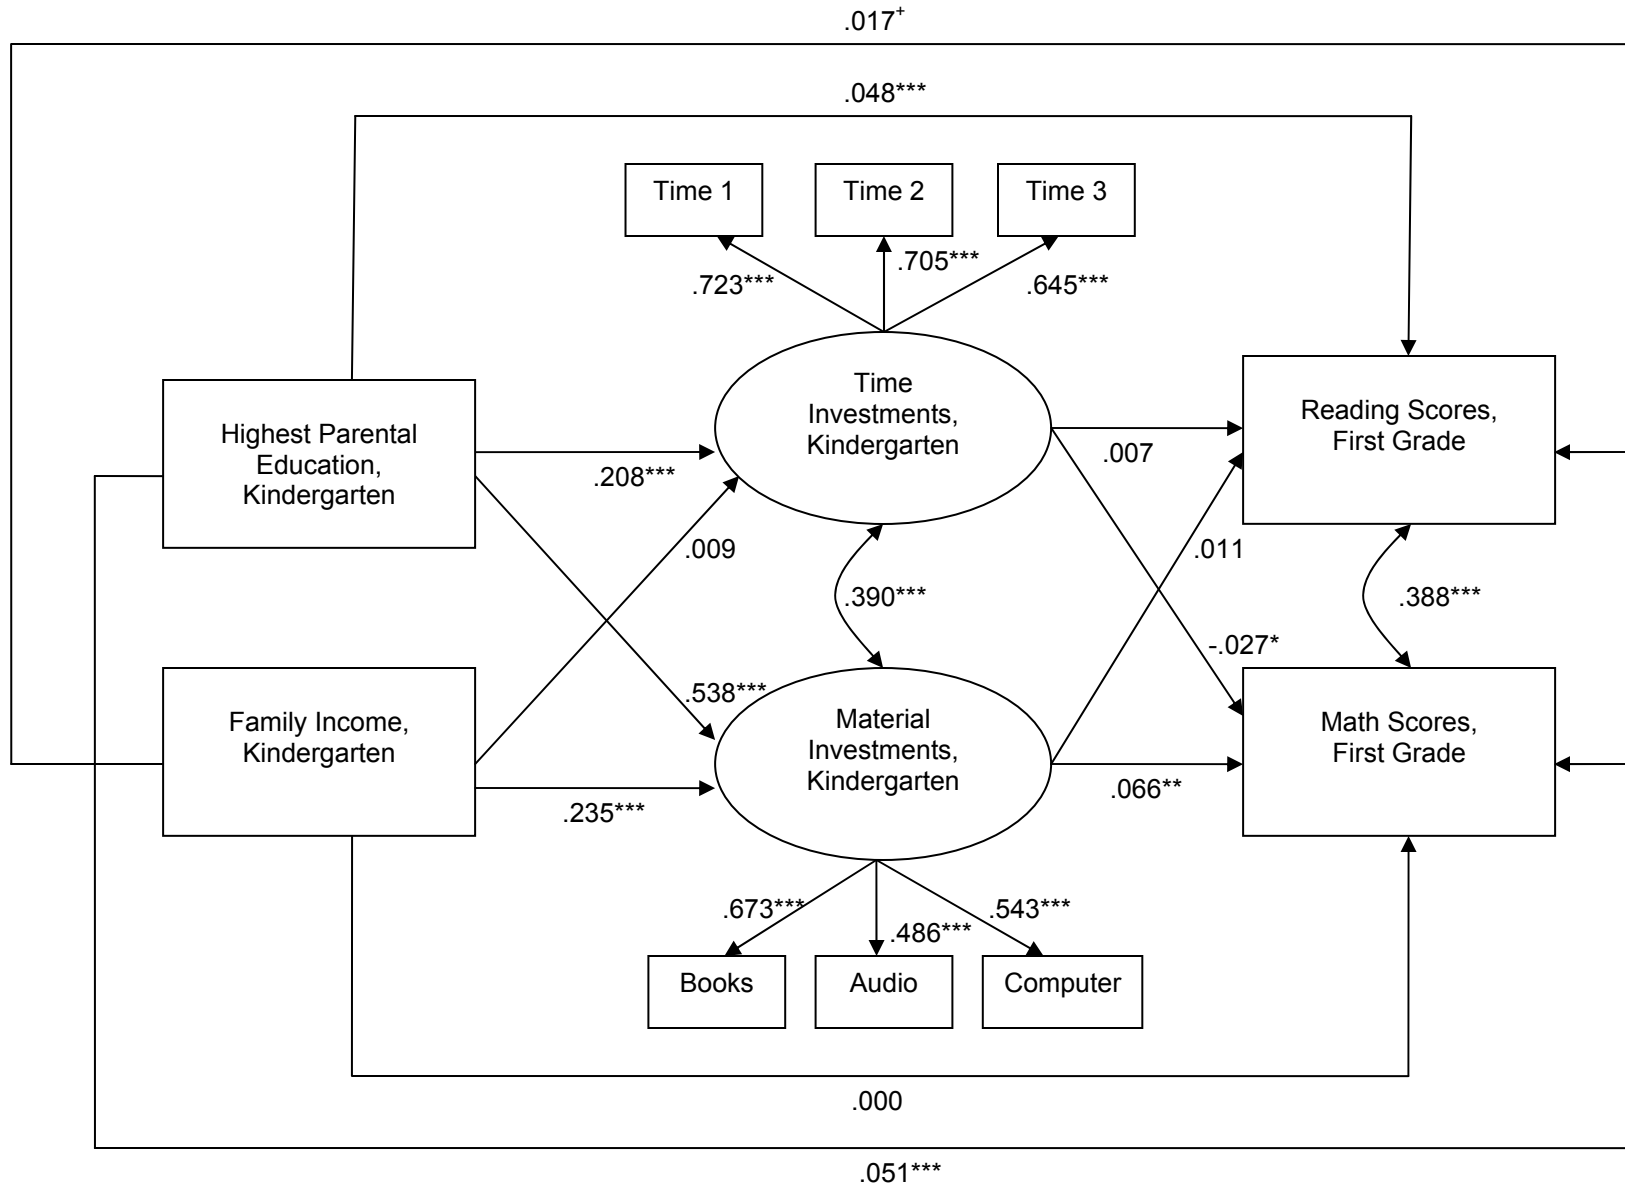 .017+
.048***
Time 1
Time 2
Time 3
.723***
.705***
.645***
Highest Parental
Education,
Kindergarten
Time
Investments,
Kindergarten
Reading Scores,
First Grade
.208***
.007
.009
.011
.390***
.388***
-.027*
.538***
Family Income,
Kindergarten
Material
Investments,
Kindergarten
Math Scores,
First Grade
.235***
.066**
.673***
.486***
.543***
Books
Audio
Computer
.000
.051***